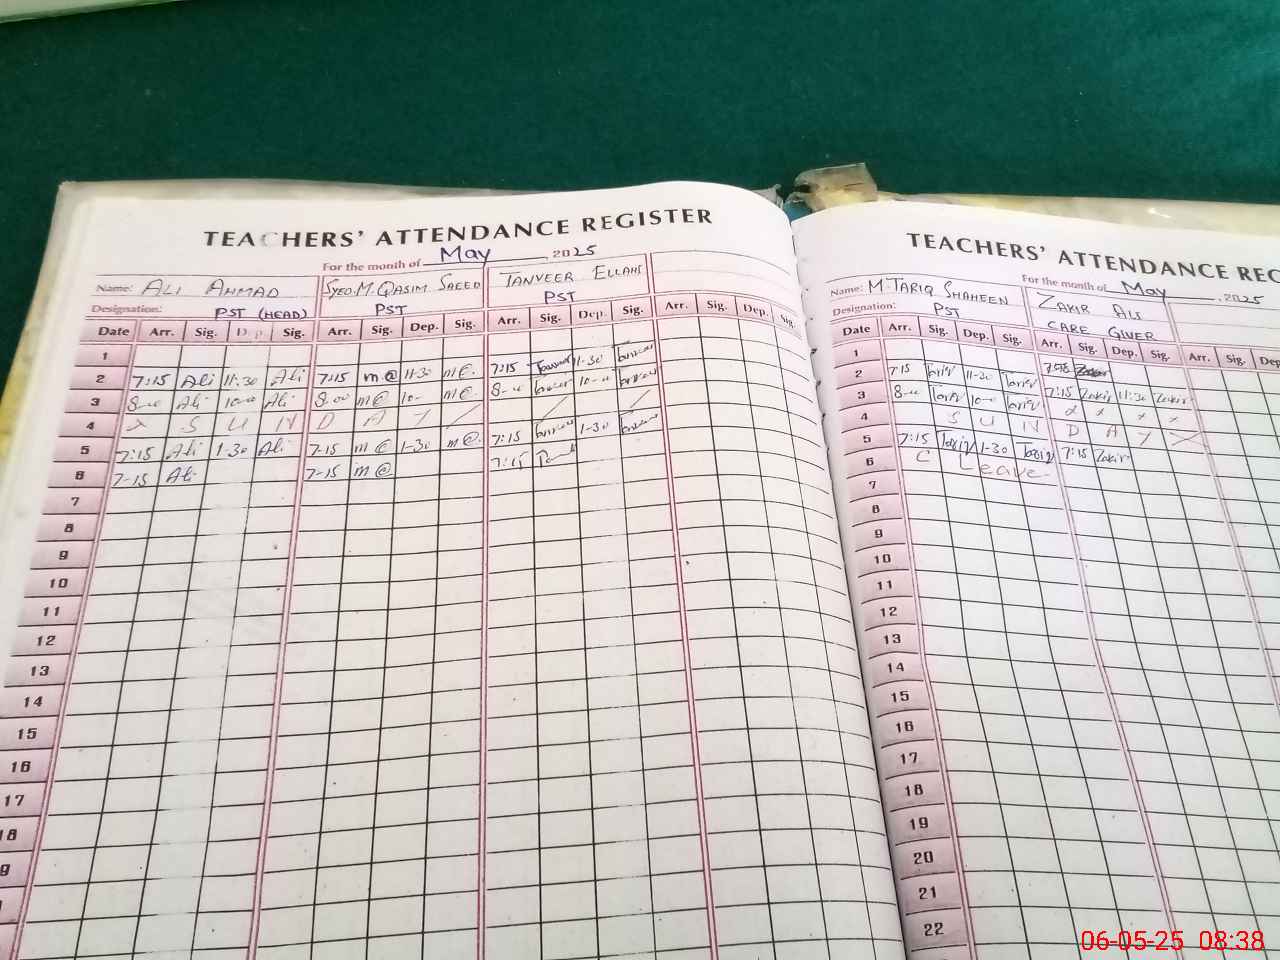 TEACHERS' ATTENDANCE REGISTER
For the month of May 2025
Name: ALI AHMAD SYED.M.QASIM SAEED TANVEER ELLAHI
Designation: PST (HEAD) PST PST
Date Arr. Sig. Dep. Sig. Arr. Sig. Dep. Sig. Arr. Sig. Dep. Sig. Arr. Sig. Dep. Sig.
1
2 7:15 Ali 11:30 Ali 7:15 11-30 7:15 11-30
3 8-00 Ali 10-00 Ali 8-00 10- 8-00 10-00
4 S U N D A Y
5 7:15 Ali 1-30 Ali 7-15 1-30 7:15 1-30
6 7-15 Ali 7-15 7:15
7
8
9
10
11
12
13
14
15
16
17
18
TEACHERS' ATTENDANCE REG
For the month of May, 2025
Name: M.TARIQ SHAHEEN ZAKIR ALI
Designation: PST CARE GIVER
Date Arr. Sig. Dep. Sig. Arr. Sig. Dep. Sig. Arr. Sig. Dep.
1
2 7:15 Tariq 11-30 Tariq Zakir
3 8-00 Tariq 10-00 Tariq 7:15 Zakir 11:30 Zakir
4 S U N D A Y
5 7:15 Tariq 1-30 Tariq 7:15 Zakir
6 C Leave
7
8
9
10
11
12
13
14
15
16
17
18
19
20
21
22
06-05-25 08:38